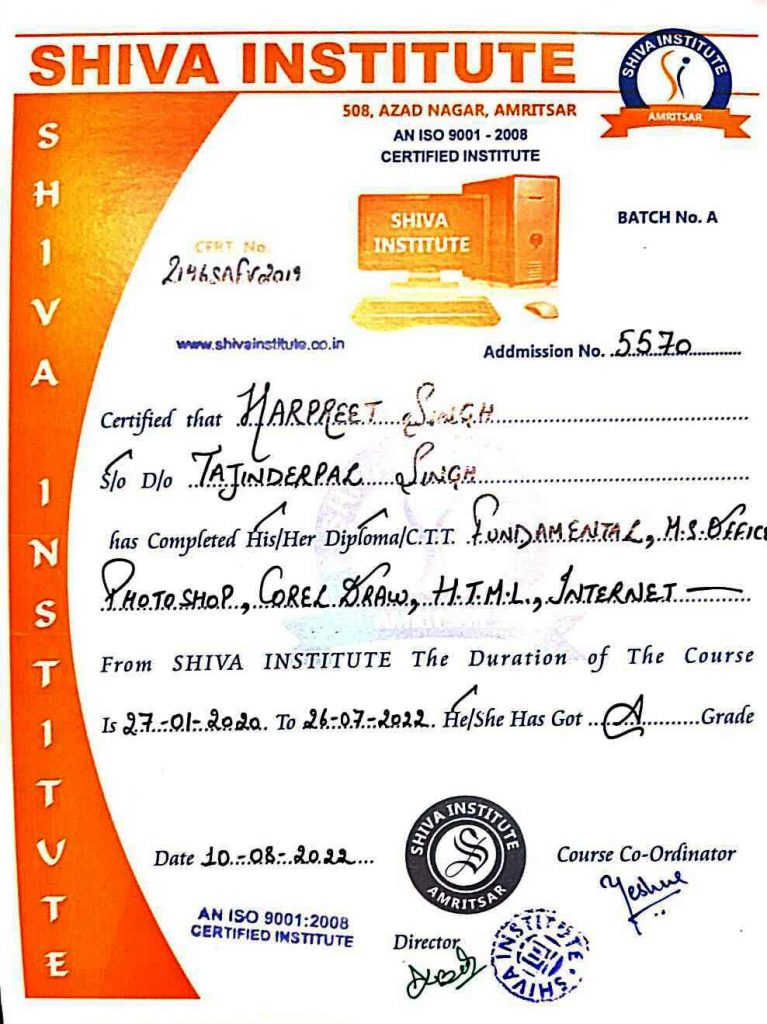 SHIVA INSTITUTE
SHIVA INSTITUTE
AMRITSAR
508, AZAD NAGAR, AMRITSAR
AN ISO 9001 - 2008
CERTIFIED INSTITUTE
SHIVA INSTITUTE
SHIVA
INSTITUTE
BATCH No. A
CERT No.
2146SAFV2019
www.shivainstitute.co.in
Addmission No. 5570
Certified that HARPREET SINGH
S/o D/o TAJINDERPAL SINGH
has Completed His/Her Diploma/C.T.T. FUNDAMENTAL, M.S.OFFICE
PHOTOSHOP, COREL DRAW, H.T.M.L., INTERNET
From SHIVA INSTITUTE The Duration of The Course
Is 27-01-2020 To 26-07-2022. He/She Has Got A Grade
SHIVA INSTITUTE
AMRITSAR
Date 10-08-2022
Course Co-Ordinator
Yeshue
AN ISO 9001:2008
CERTIFIED INSTITUTE
Director
SHIVA INSTITUTE